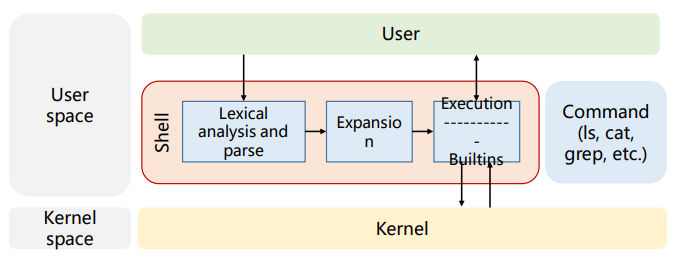 User
User
space
Shell
Lexical
analysis and
parse
Expansio
n
Execution
----------
-
Builtins
Command
(ls, cat,
grep, etc.)
Kernel
space
Kernel